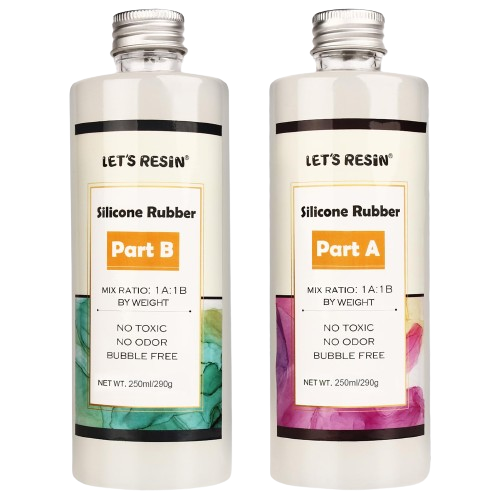 LET'S RESIN®
Silicone Rubber
Part B
MIX RATIO: 1A:1B
BY WEIGHT
NO TOXIC
NO ODOR
BUBBLE FREE
NET WT. 250ml/290g
LET'S RESIN®
Silicone Rubber
Part A
MIX RATIO: 1A:1B
BY WEIGHT
NO TOXIC
NO ODOR
BUBBLE FREE
NET WT. 250ml/290g